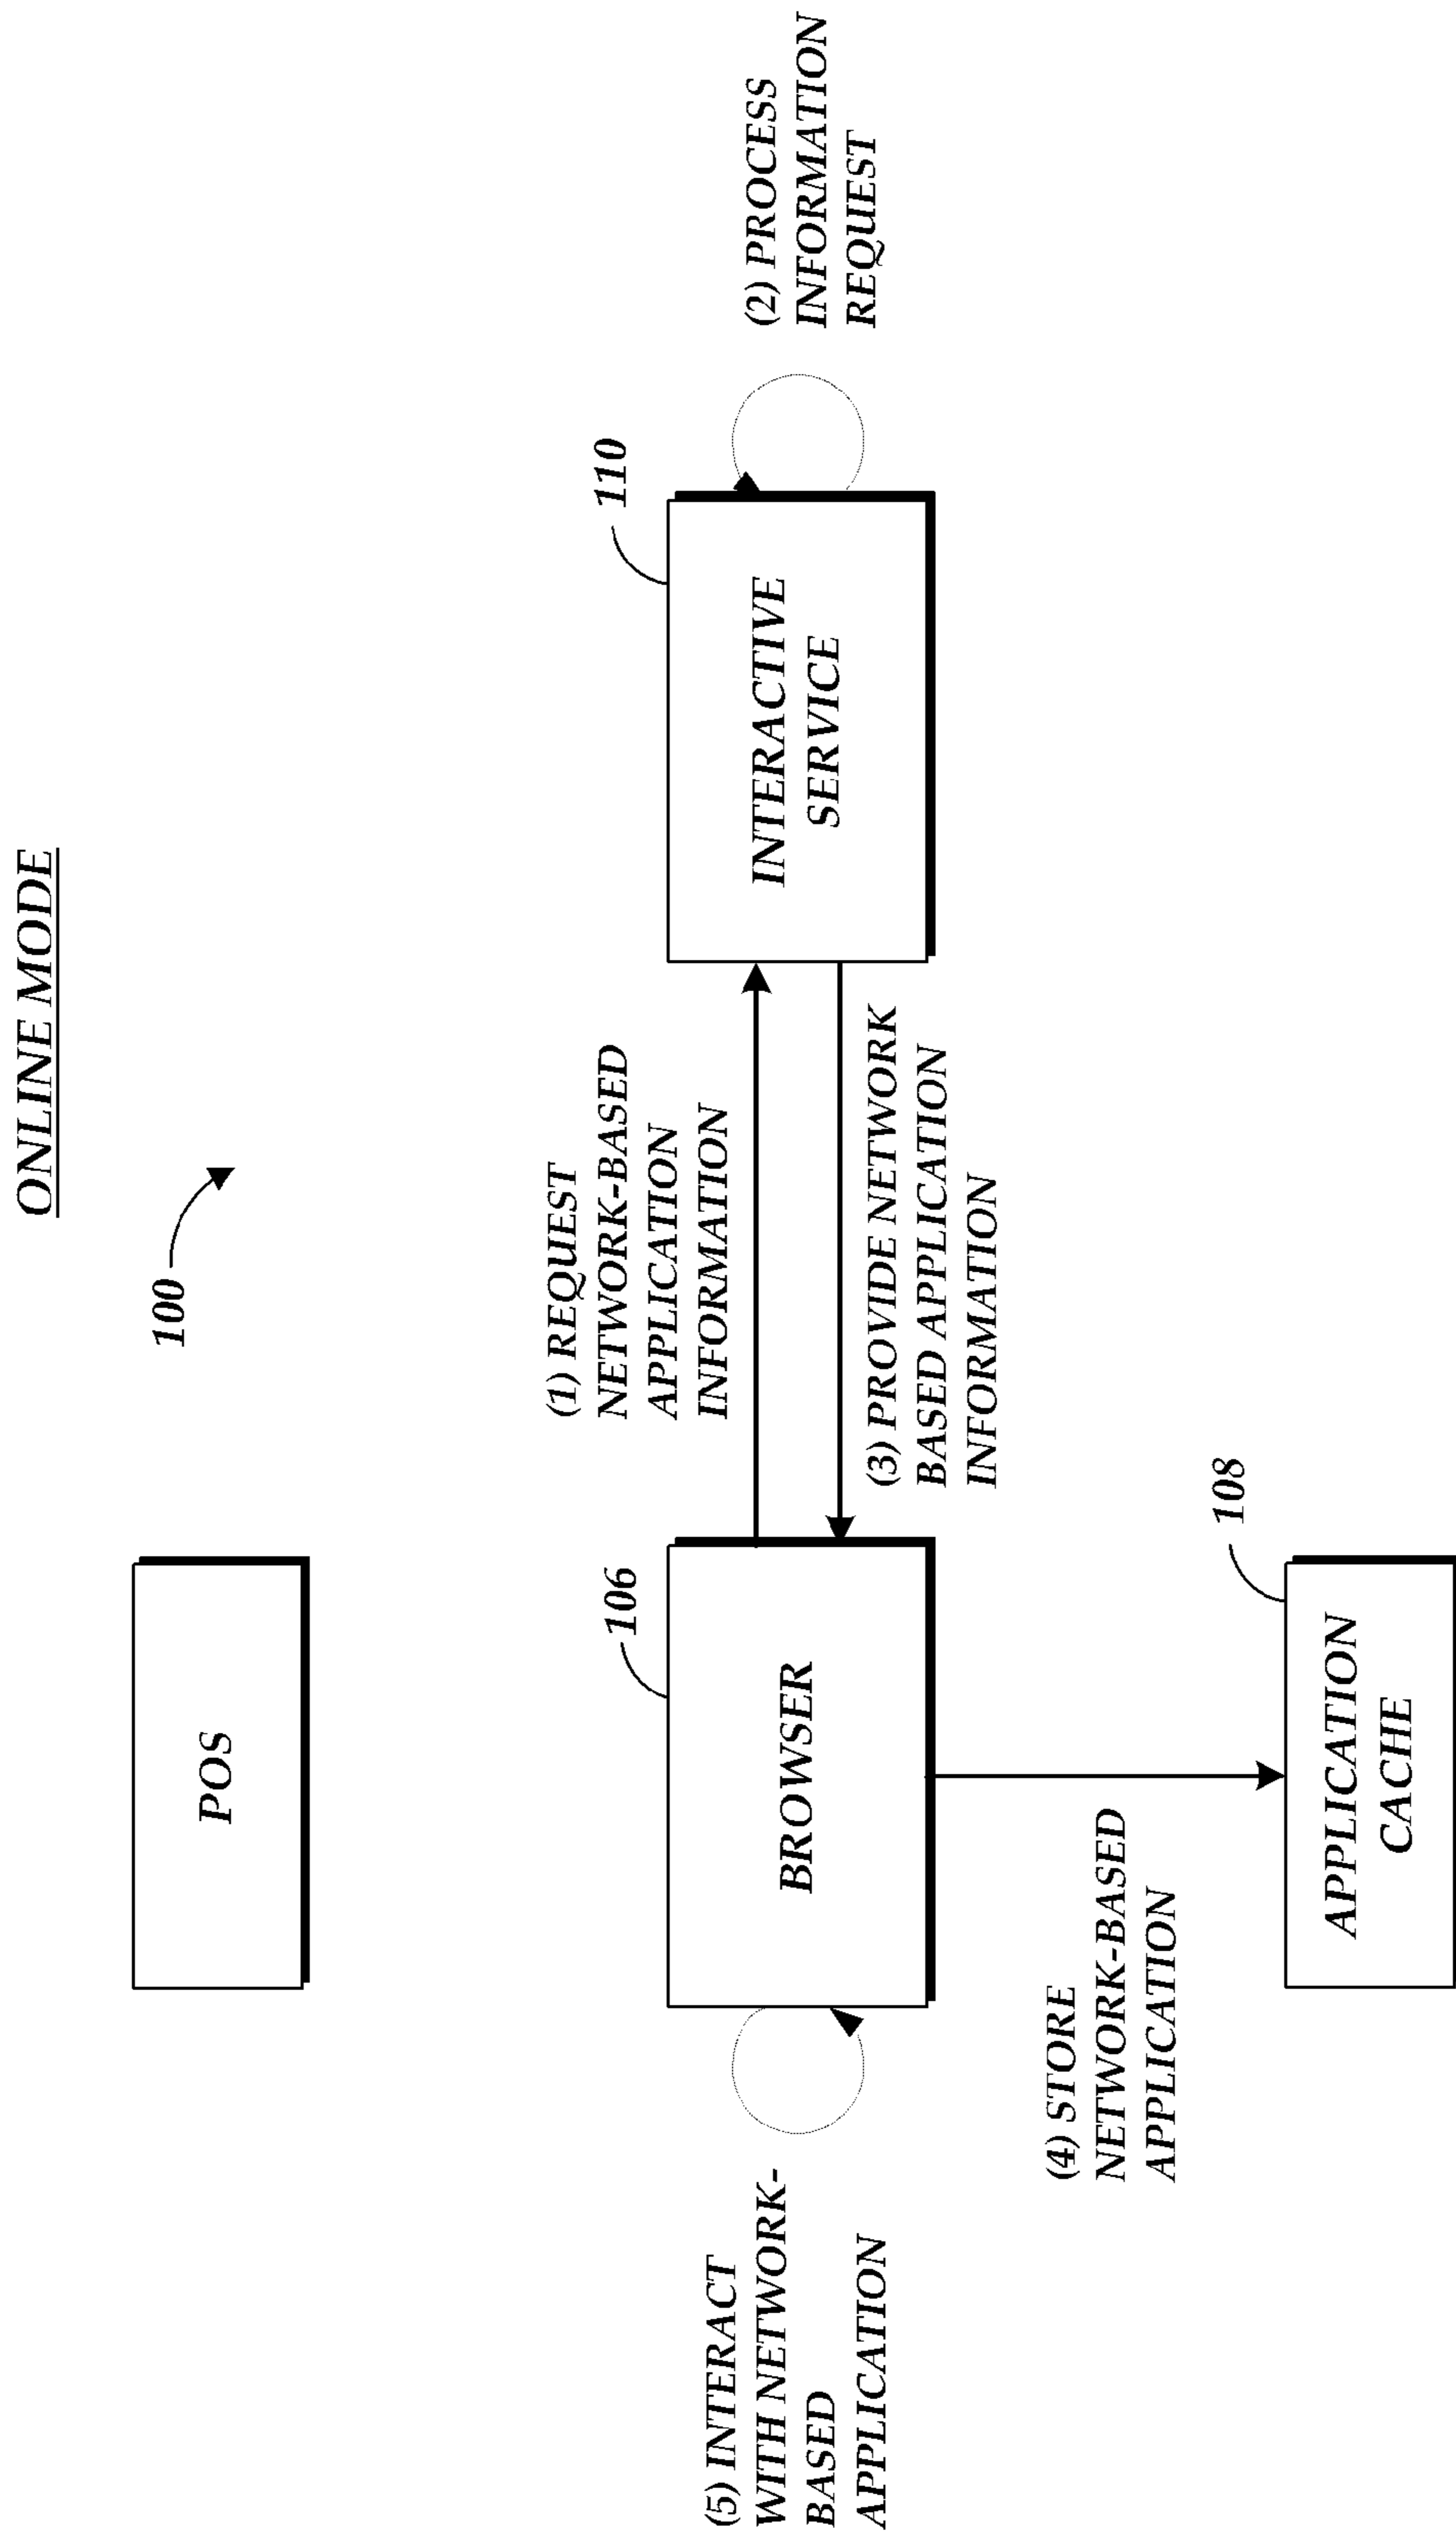 ONLINE MODE
100
POS
106
BROWSER
(1) REQUEST
NETWORK-BASED
APPLICATION
INFORMATION
110
INTERACTIVE
SERVICE
(2) PROCESS
INFORMATION
REQUEST
(3) PROVIDE NETWORK
BASED APPLICATION
INFORMATION
(5) INTERACT
WITH NETWORK-
BASED
APPLICATION
(4) STORE
NETWORK-BASED
APPLICATION
108
APPLICATION
CACHE